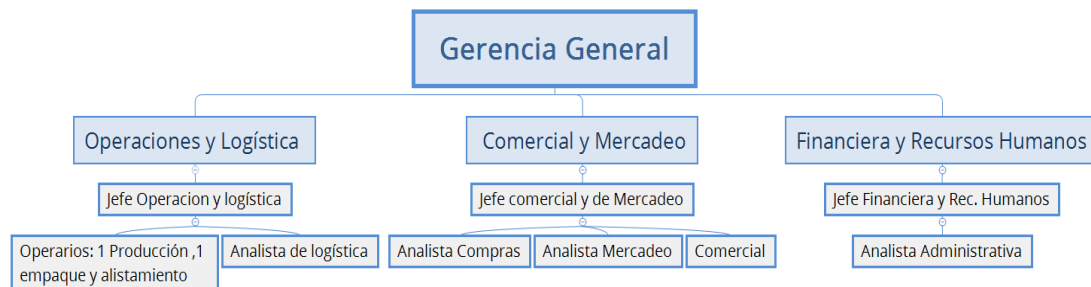 Gerencia General
Operaciones y Logística
Comercial y Mercadeo
Financiera y Recursos Humanos
Jefe Operacion y logística
Jefe comercial y de Mercadeo
Jefe Financiera y Rec. Humanos
Operarios: 1 Producción ,1
empaque y alistamiento
Analista de logística
Analista Compras
Analista Mercadeo
Comercial
Analista Administrativa